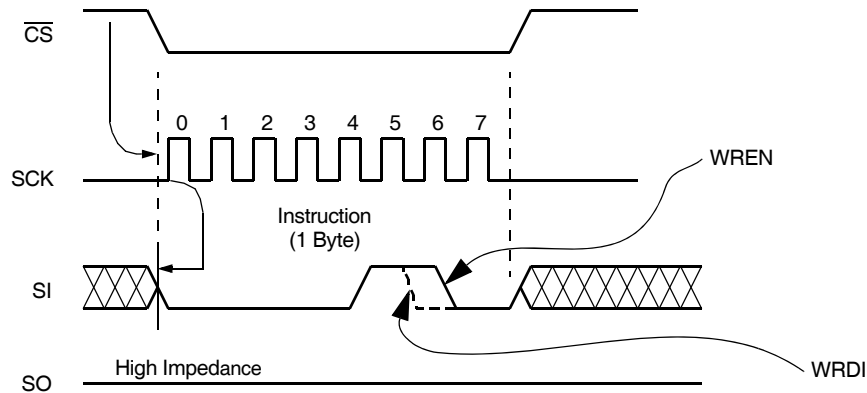 CS
0 1 2 3 4 5 6 7
WREN
SCK
Instruction
(1 Byte)
SI
WRDI
High Impedance
SO